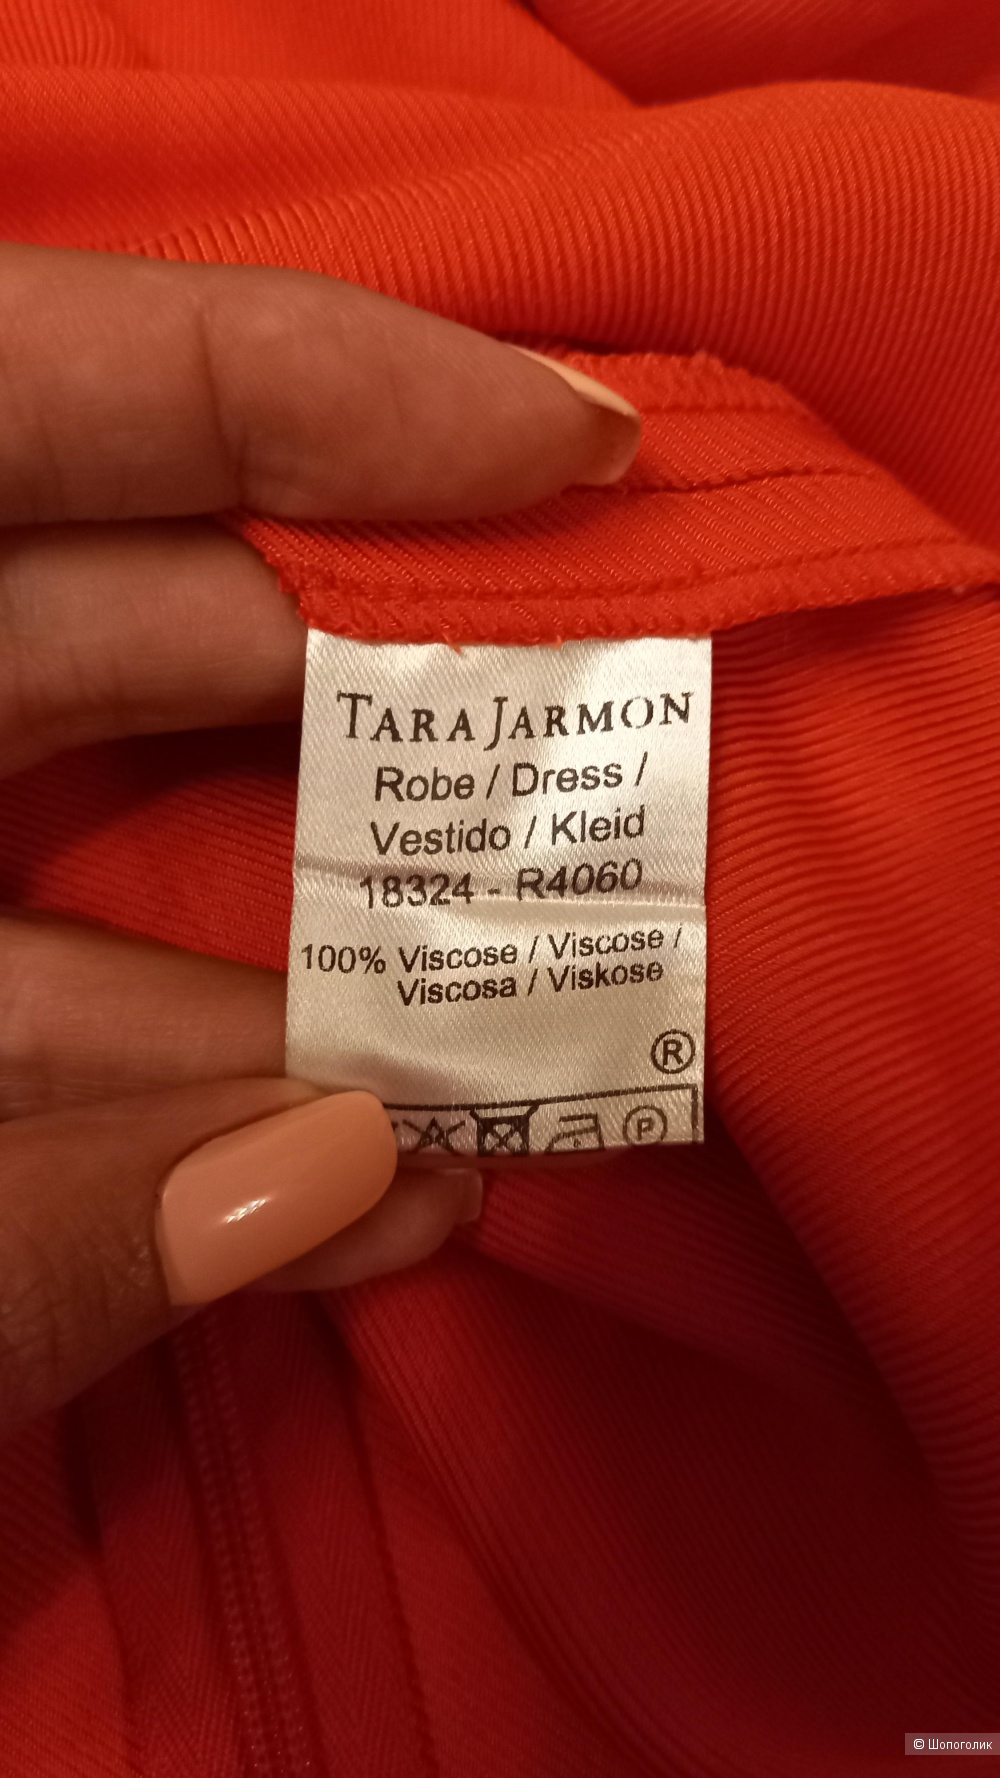 TARA JARMON
Robe / Dress /
Vestido / Kleid
18324 - R4060
100% Viscose / Viscose /
Viscosa / Viskose
®
P
© Шопоголик